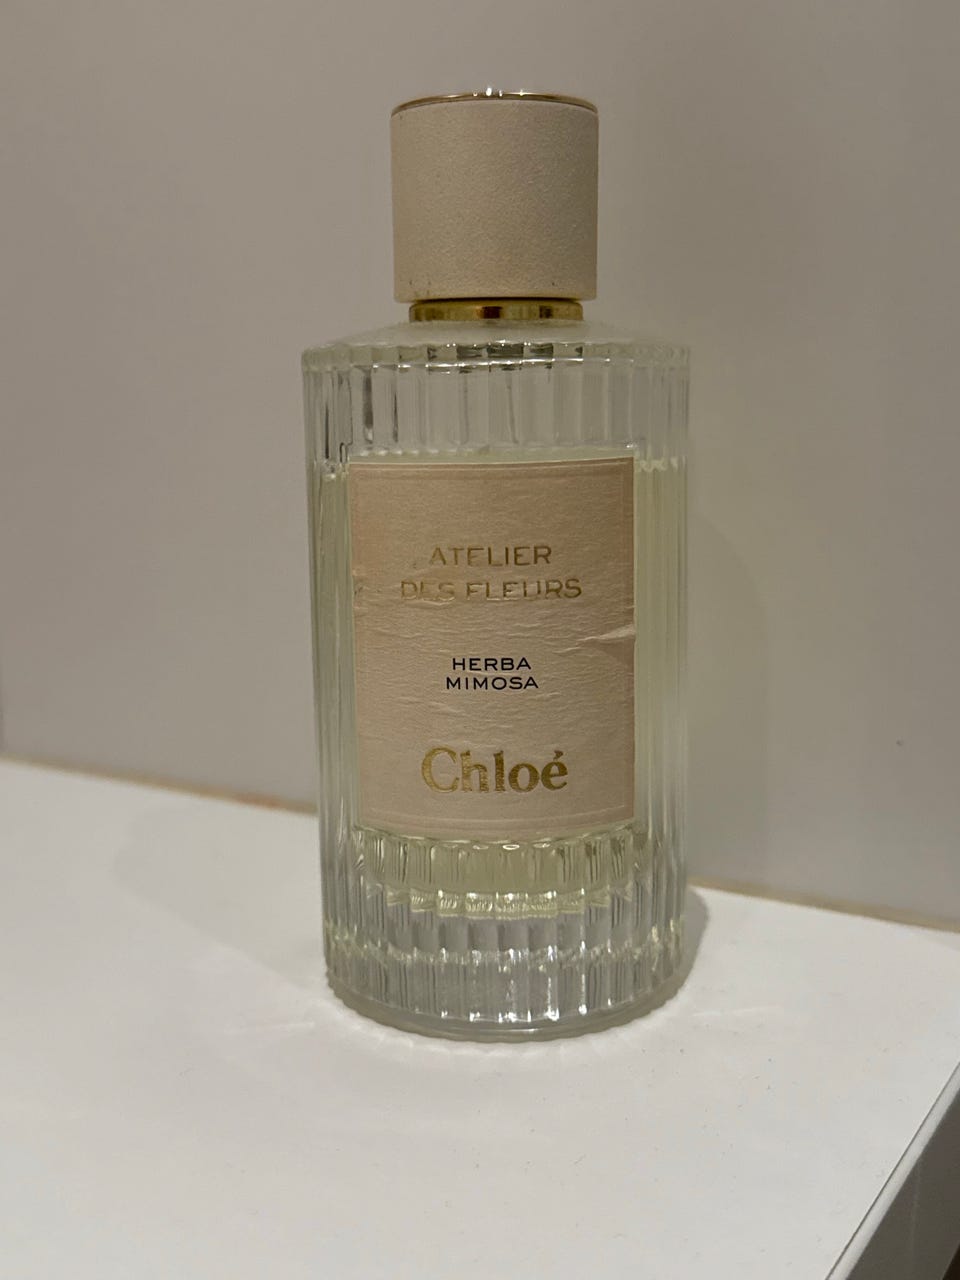 ATELIER
DES FLEURS
HERBA
MIMOSA
Chloé